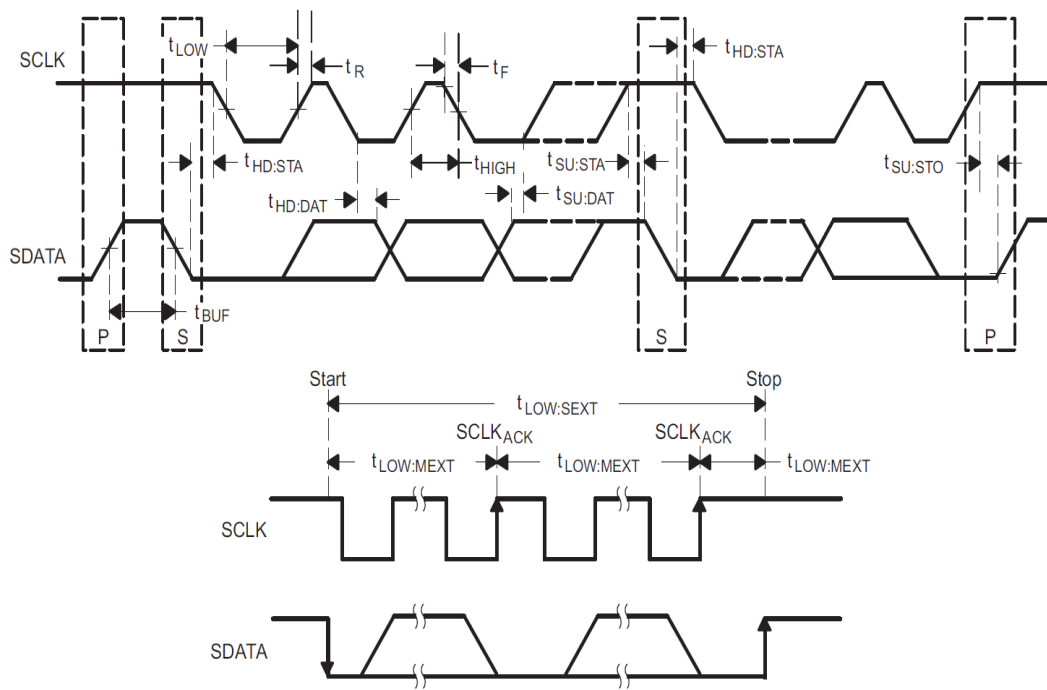 tLOW
tHD:STA
SCLK
tR
tF
tHD:STA
tHIGH
tSU:STA
tSU:STO
tHD:DAT
tSU:DAT
SDATA
tBUF
P
S
S
P
Start
Stop
tLOW:SEXT
SCLKACK
SCLKACK
tLOW:MEXT
tLOW:MEXT
tLOW:MEXT
SCLK
SDATA